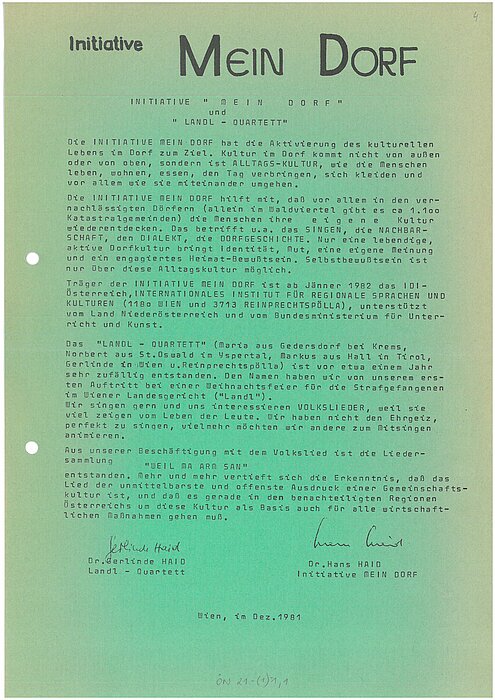 4
Initiative MEIN DORF
INITIATIVE " M E I N   D O R F "
und
" LANDL - QUARTETT"
Die INITIATIVE MEIN DORF hat die Aktivierung des kulturellen
Lebens im Dorf zum Ziel. Kultur im Dorf kommt nicht von außen
oder von oben, sondern ist ALLTAGS-KULTUR, wie die Menschen
leben, wohnen, essen, den Tag verbringen, sich kleiden und
vor allem wie sie miteinander umgehen.
Die INITIATIVE MEIN DORF hilft mit, daß vor allem in den ver-
nachlässigten Dörfern (allein im Waldviertel gibt es ca 1.1oo
Katastralgemeinden) die Menschen ihre e i g e n e Kultur
wiederentdecken. Das betrifft u.a. das SINGEN, die NACHBAR-
SCHAFT, den DIALEKT, die DORFGESCHICHTE. Nur eine lebendige,
aktive Dorfkultur bringt Identität, Mut, eine eigene Meinung
und ein engagiertes Heimat-Bewußtsein. Selbstbewußtsein ist
nur über diese Alltagskultur möglich.
Träger der INITIATIVE MEIN DORF ist ab Jänner 1982 das IDI-
Österreich,INTERNATIONALES INSTITUT FÜR REGIONALE SPRACHEN UND
KULTUREN (118o WIEN und 3713 REINPRECHTSPÖLLA), unterstützt
vom Land Niederösterreich und vom Bundesministerium für Unter-
richt und Kunst.
Das "LANDL - QUARTETT" (Maria aus Gedersdorf bei Krems,
Norbert aus St.Oswald im Yspertal, Markus aus Hall in Tirol,
Gerlinde in Wien u.Reinprechtspölla) ist vor etwa einem Jahr
sehr zufällig entstanden. Den Namen haben wir von unserem ers-
ten Auftritt bei einer Weihnachtsfeier für die Strafgefangenen
im Wiener Landesgericht ("Landl").
Wir singen gern und uns interessieren VOLKSLIEDER, weil sie
viel zeigen vom Leben der Leute. Wir haben nicht den Ehrgeiz,
perfekt zu singen, vielmehr möchten wir andere zum Mitsingen
animieren.
Aus unserer Beschäftigung mit dem Volkslied ist die Lieder-
sammlung
"WEIL MA ARM SAN"
entstanden. Mehr und mehr vertieft sich die Erkenntnis, daß das
Lied der unmittelbarste und offenste Ausdruck einer Gemeinschafts-
kultur ist, und daß es gerade in den benachteiligten Regionen
Österreichs um diese Kultur als Basis auch für alle wirtschaft-
lichen Maßnahmen gehen muß.
Gerlinde Haid
Dr.Gerlinde HAID
Landl - Quartett
Dr.Hans HAID
Initiative MEIN DORF
Wien, im Dez.1981
ÖN 21-(1)1,1